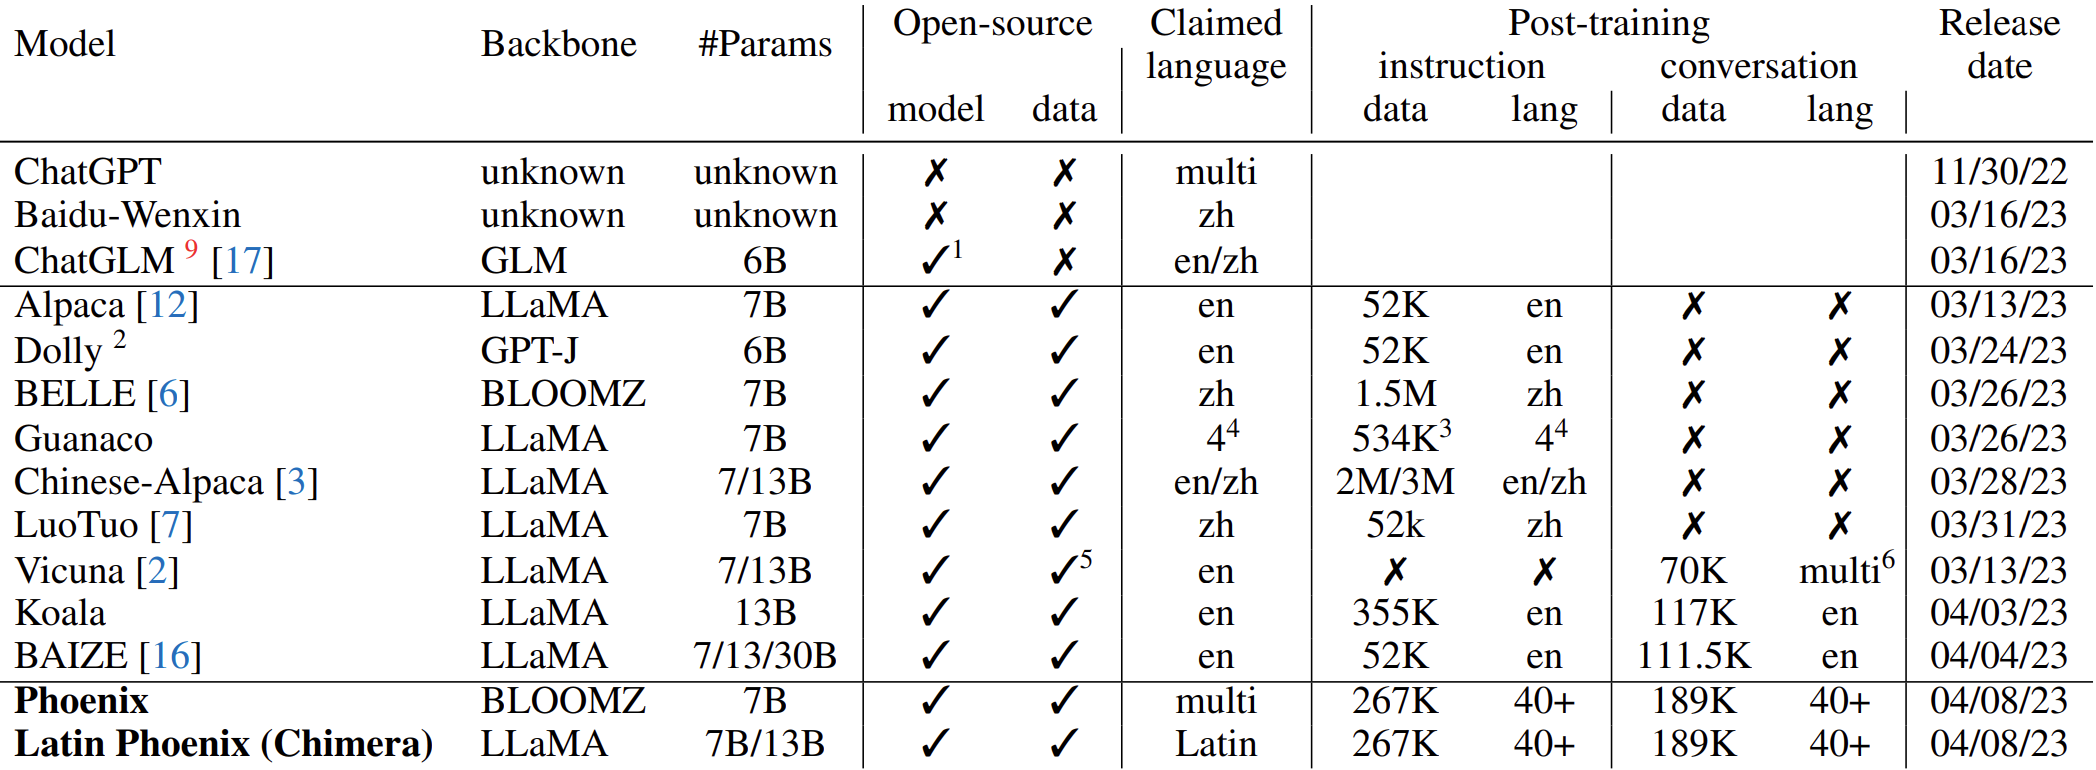 Model Backbone #Params Open-source Claimed Post-training Release
language instruction conversation date
model data data lang data lang
ChatGPT unknown unknown ✗ ✗ multi 11/30/22
Baidu-Wenxin unknown unknown ✗ ✗ zh 03/16/23
ChatGLM 9 [17] GLM 6B ✓1 ✗ en/zh 03/16/23
Alpaca [12] LLaMA 7B ✓ ✓ en 52K en ✗ ✗ 03/13/23
Dolly 2 GPT-J 6B ✓ ✓ en 52K en ✗ ✗ 03/24/23
BELLE [6] BLOOMZ 7B ✓ ✓ zh 1.5M zh ✗ ✗ 03/26/23
Guanaco LLaMA 7B ✓ ✓ 44 534K3 44 ✗ ✗ 03/26/23
Chinese-Alpaca [3] LLaMA 7/13B ✓ ✓ en/zh 2M/3M en/zh ✗ ✗ 03/28/23
LuoTuo [7] LLaMA 7B ✓ ✓ zh 52k zh ✗ ✗ 03/31/23
Vicuna [2] LLaMA 7/13B ✓ ✓5 en ✗ ✗ 70K multi6 03/13/23
Koala LLaMA 13B ✓ ✓ en 355K en 117K en 04/03/23
BAIZE [16] LLaMA 7/13/30B ✓ ✓ en 52K en 111.5K en 04/04/23
Phoenix BLOOMZ 7B ✓ ✓ multi 267K 40+ 189K 40+ 04/08/23
Latin Phoenix (Chimera) LLaMA 7B/13B ✓ ✓ Latin 267K 40+ 189K 40+ 04/08/23